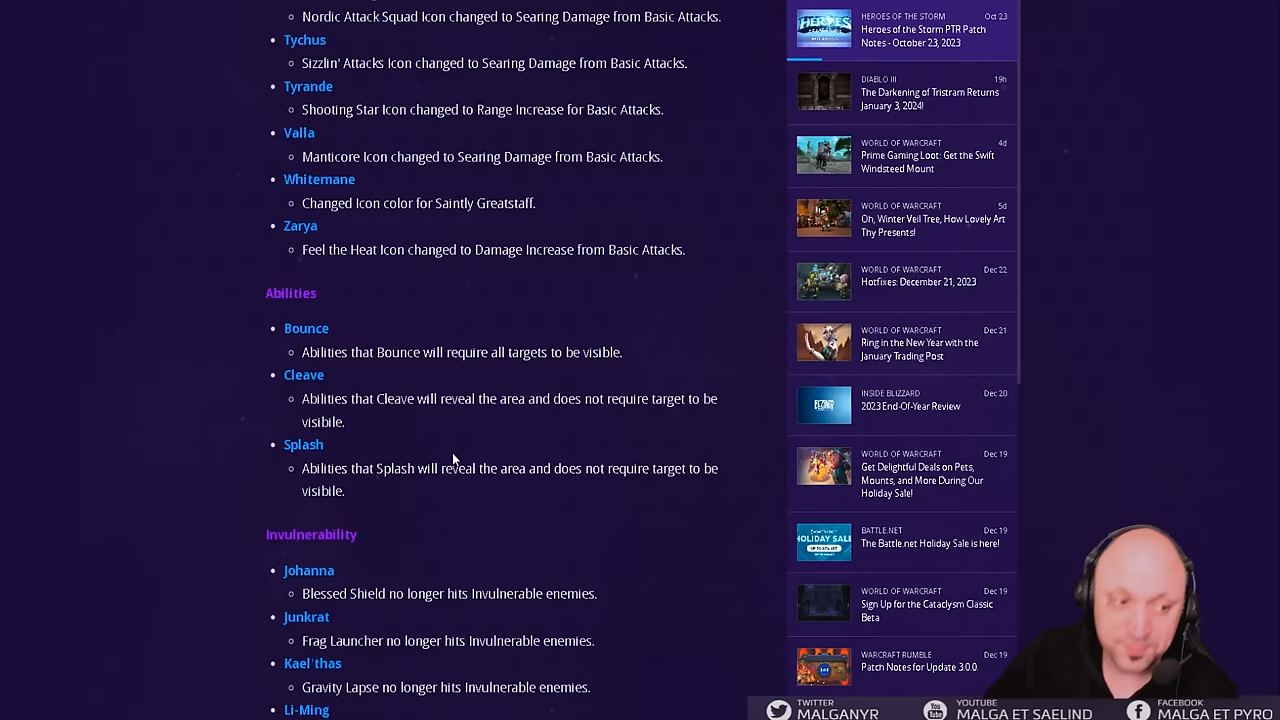 Nordic Attack Squad Icon changed to Searing Damage from Basic Attacks.
Tychus
Sizzlin' Attacks Icon changed to Searing Damage from Basic Attacks.
Tyrande
Shooting Star Icon changed to Range Increase for Basic Attacks.
Valla
Manticore Icon changed to Searing Damage from Basic Attacks.
Whitemane
Changed Icon color for Saintly Greatstaff.
Zarya
Feel the Heat Icon changed to Damage Increase from Basic Attacks.
Abilities
Bounce
Abilities that Bounce will require all targets to be visible.
Cleave
Abilities that Cleave will reveal the area and does not require target to be
visibile.
Splash
Abilities that Splash will reveal the area and does not require target to be
visibile.
Invulnerability
Johanna
Blessed Shield no longer hits Invulnerable enemies.
Junkrat
Frag Launcher no longer hits Invulnerable enemies.
Kael'thas
Gravity Lapse no longer hits Invulnerable enemies.
Li-Ming
HEROES OF THE STORM Oct 23
Heroes of the Storm PTR Patch
Notes - October 23, 2023
DIABLO III 19h
The Darkening of Tristram Returns
January 3, 2024!
WORLD OF WARCRAFT 4d
Prime Gaming Loot: Get the Swift
Windsteed Mount
WORLD OF WARCRAFT 5d
Oh, Winter Veil Tree, How Lovely Art
Thy Presents!
WORLD OF WARCRAFT Dec 22
Hotfixes: December 21, 2023
WORLD OF WARCRAFT Dec 21
Ring in the New Year with the
January Trading Post
INSIDE BLIZZARD Dec 20
2023 End-Of-Year Review
WORLD OF WARCRAFT Dec 19
Get Delightful Deals on Pets,
Mounts, and More During Our
Holiday Sale!
HOLIDAY SALE
BATTLE.NET Dec 19
The Battle.net Holiday Sale is here!
WORLD OF WARCRAFT Dec 19
Sign Up for the Cataclysm Classic
Beta
WARCRAFT RUMBLE Dec 19
Patch Notes for Update 3.0.0.
TWITTER
MALGANYR
You Tube
YOUTUBE
MALGA ET SAELIND
FACEBOOK
MALGA ET PYRO